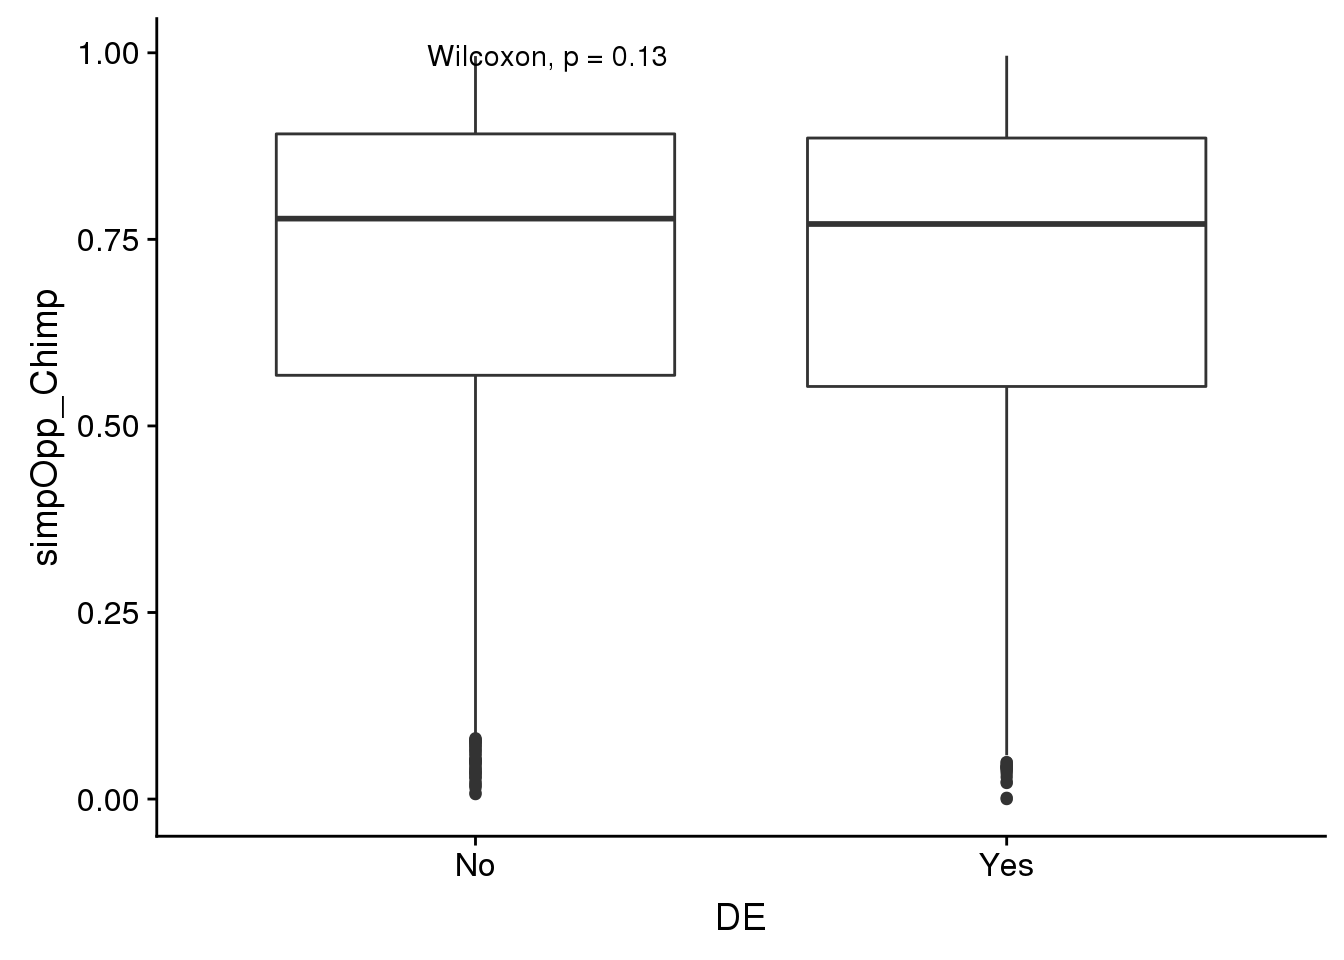 Wilcoxon, p = 0.13
1.00
0.75
0.50
0.25
0.00
simpOpp_Chimp
No
Yes
DE